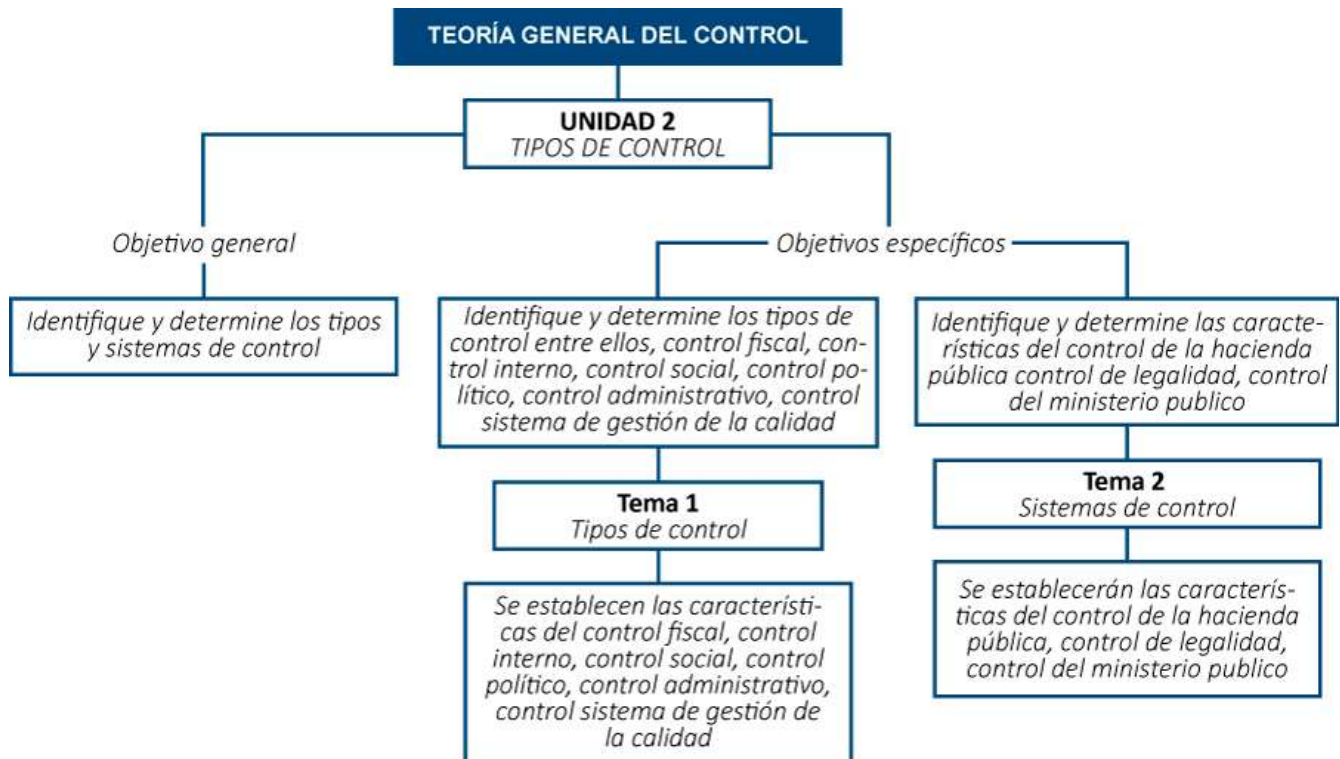 TEORÍA GENERAL DEL CONTROL
UNIDAD 2
TIPOS DE CONTROL
Objetivo general
Identifique y determine los tipos
y sistemas de control
Objetivos específicos
Identifique y determine los tipos de
control entre ellos, control fiscal, con-
trol interno, control social, control po-
lítico, control administrativo, control
sistema de gestión de la calidad
Tema 1
Tipos de control
Se establecen las característi-
cas del control fiscal, control
interno, control social, control
político, control administrativo,
control sistema de gestión de
la calidad
Identifique y determine las caracte-
rísticas del control de la hacienda
pública control de legalidad, control
del ministerio publico
Tema 2
Sistemas de control
Se establecerán las caracterís-
ticas del control de la hacienda
pública, control de legalidad,
control del ministerio publico